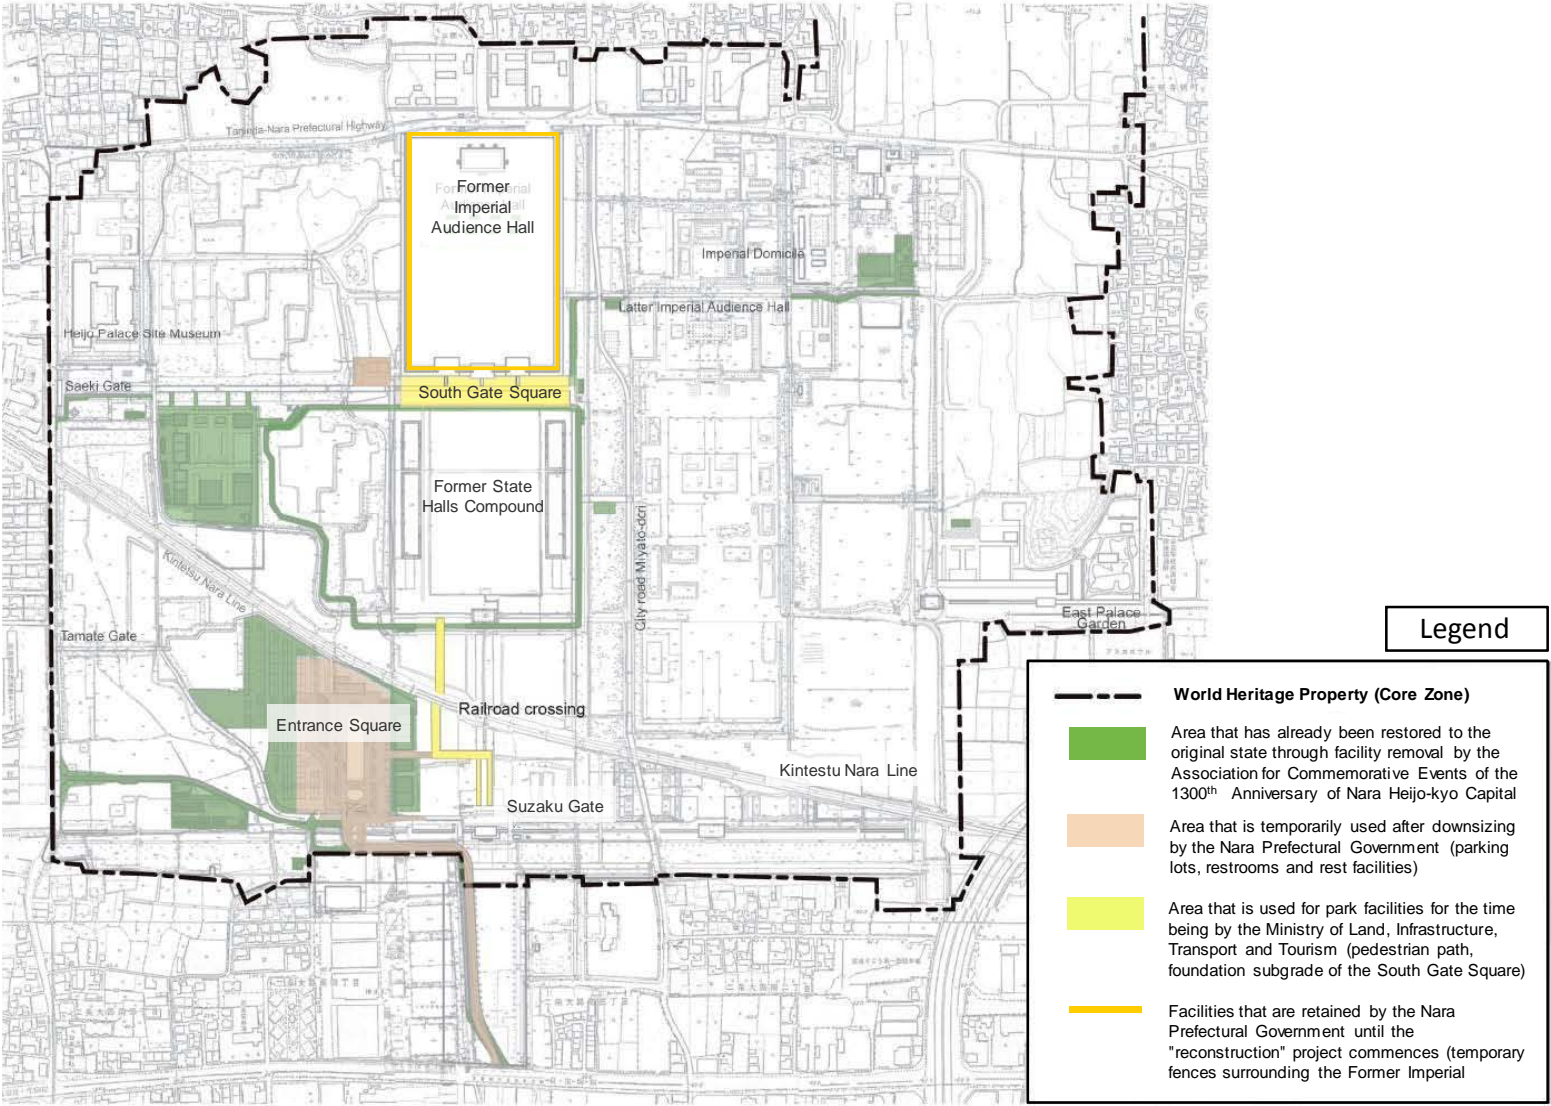 Taninda-Nara Prefectural Highway
Former
Imperial
Audience Hall
Imperial Domicile
Latter Imperial Audience Hall
Heijo Palace Site Museum
Saeki Gate
South Gate Square
Former State
Halls Compound
Kintetsu Nara Line
City road Miyato-dori
East Palace
Garden
Tamate Gate
Railroad crossing
Entrance Square
Kintestu Nara Line
Suzaku Gate
Legend
World Heritage Property (Core Zone)
Area that has already been restored to the
original state through facility removal by the
Association for Commemorative Events of the
1300th Anniversary of Nara Heijo-kyo Capital
Area that is temporarily used after downsizing
by the Nara Prefectural Government (parking
lots, restrooms and rest facilities)
Area that is used for park facilities for the time
being by the Ministry of Land, Infrastructure,
Transport and Tourism (pedestrian path,
foundation subgrade of the South Gate Square)
Facilities that are retained by the Nara
Prefectural Government until the
"reconstruction" project commences (temporary
fences surrounding the Former Imperial